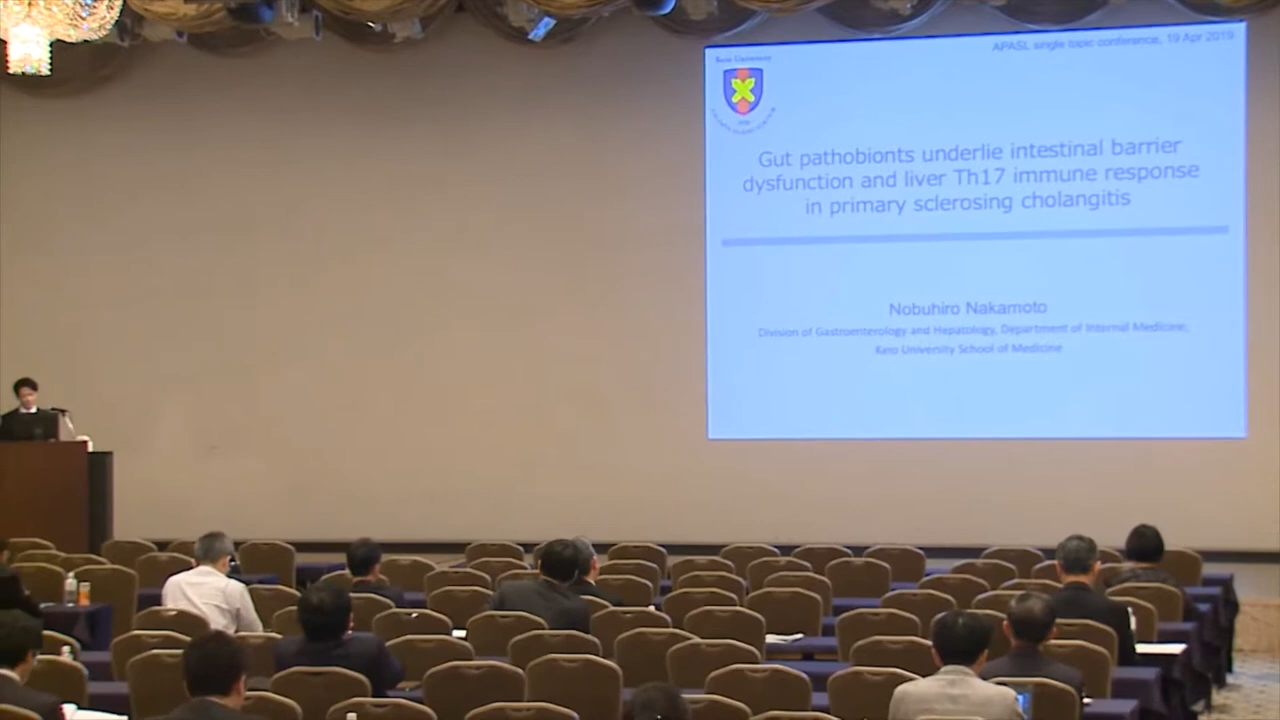 APASL single topic conference, 19 Apr 2019
Keio University
Gut pathobionts underlie intestinal barrier
dysfunction and liver Th17 immune response
in primary sclerosing cholangitis
Nobuhiro Nakamoto
Division of Gastroenterology and Hepatology, Department of Internal Medicine,
Keio University School of Medicine